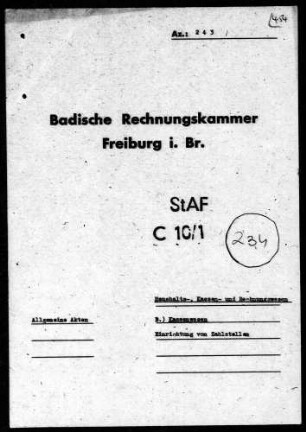 454
Az.: 243
Badische Rechnungskammer
Freiburg i. Br.
StAF
C 10/1
234
Haushalts-, Kassen- und Rechnungswesen
Allgemeine Akten
B.) Kassenwesen
Einrichtung von Zahlstellen